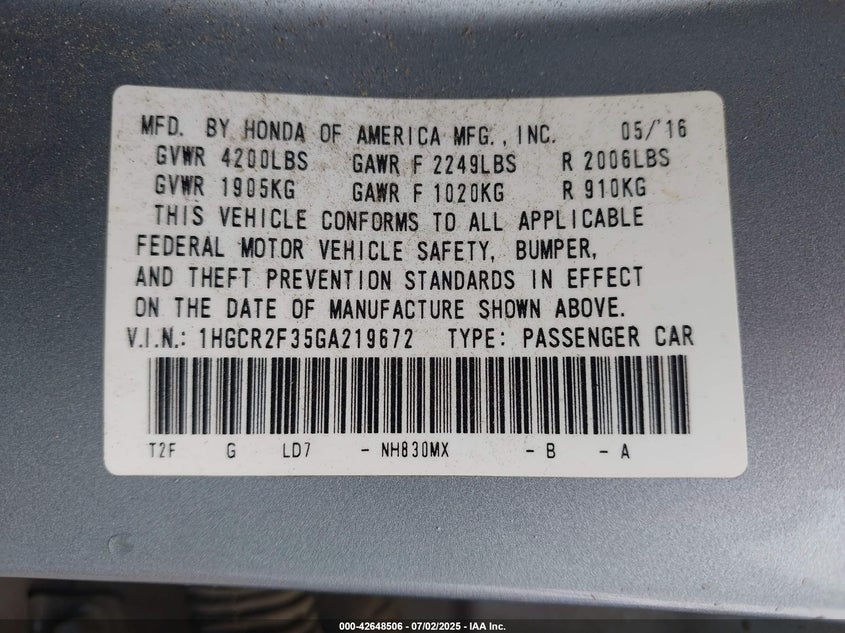 MFD. BY HONDA OF AMERICA MFG., INC. 05/'16
GVWR 4200LBS GAWR F 2249LBS R 2006LBS
GVWR 1905KG GAWR F 1020KG R 910KG
THIS VEHICLE CONFORMS TO ALL APPLICABLE
FEDERAL MOTOR VEHICLE SAFETY, BUMPER,
AND THEFT PREVENTION STANDARDS IN EFFECT
ON THE DATE OF MANUFACTURE SHOWN ABOVE.
V.I.N.: 1HGCR2F35GA219672 TYPE: PASSENGER CAR
T2F G LD7 - NH830MX - B - A
000-42648506 / 07/02/2025 - IAA Inc.